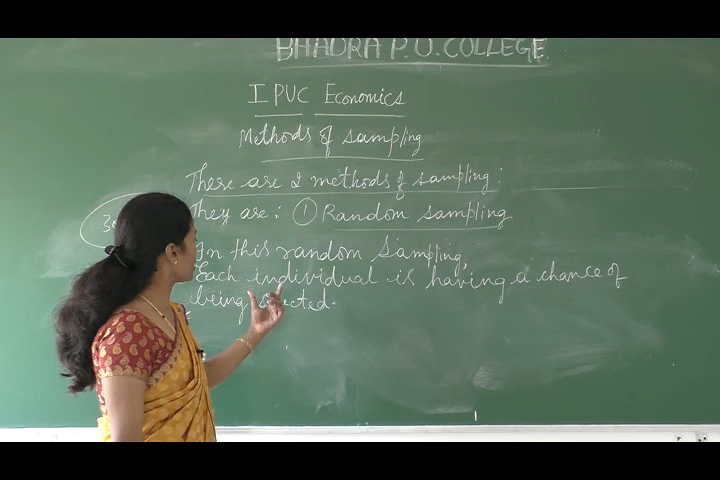 BHADRA P.U.COLLEGE
I PUC Economics
Methods of sampling
There are 2 methods of sampling:
They are: ① Random sampling
In this random sampling,
Each individual is having a chance of
being